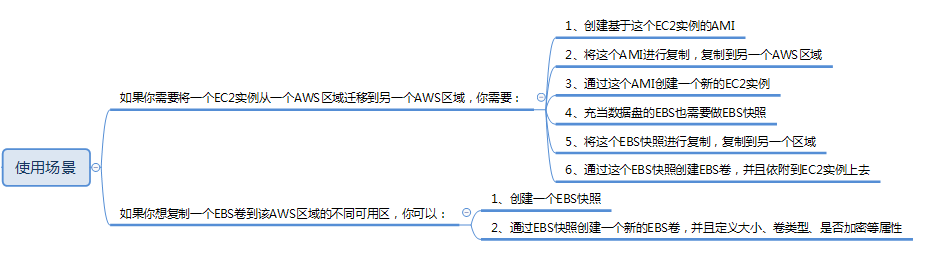 使用场景
如果你需要将一个EC2实例从一个AWS区域迁移到另一个AWS区域，你需要：
1、创建基于这个EC2实例的AMI
2、将这个AMI进行复制，复制到另一个AWS区域
3、通过这个AMI创建一个新的EC2实例
4、充当数据盘的EBS也需要做EBS快照
5、将这个EBS快照进行复制，复制到另一个区域
6、通过这个EBS快照创建EBS卷，并且依附到EC2实例上去
如果你想复制一个EBS卷到该AWS区域的不同可用区，你可以：
1、创建一个EBS快照
2、通过EBS快照创建一个新的EBS卷，并且定义大小、卷类型、是否加密等属性